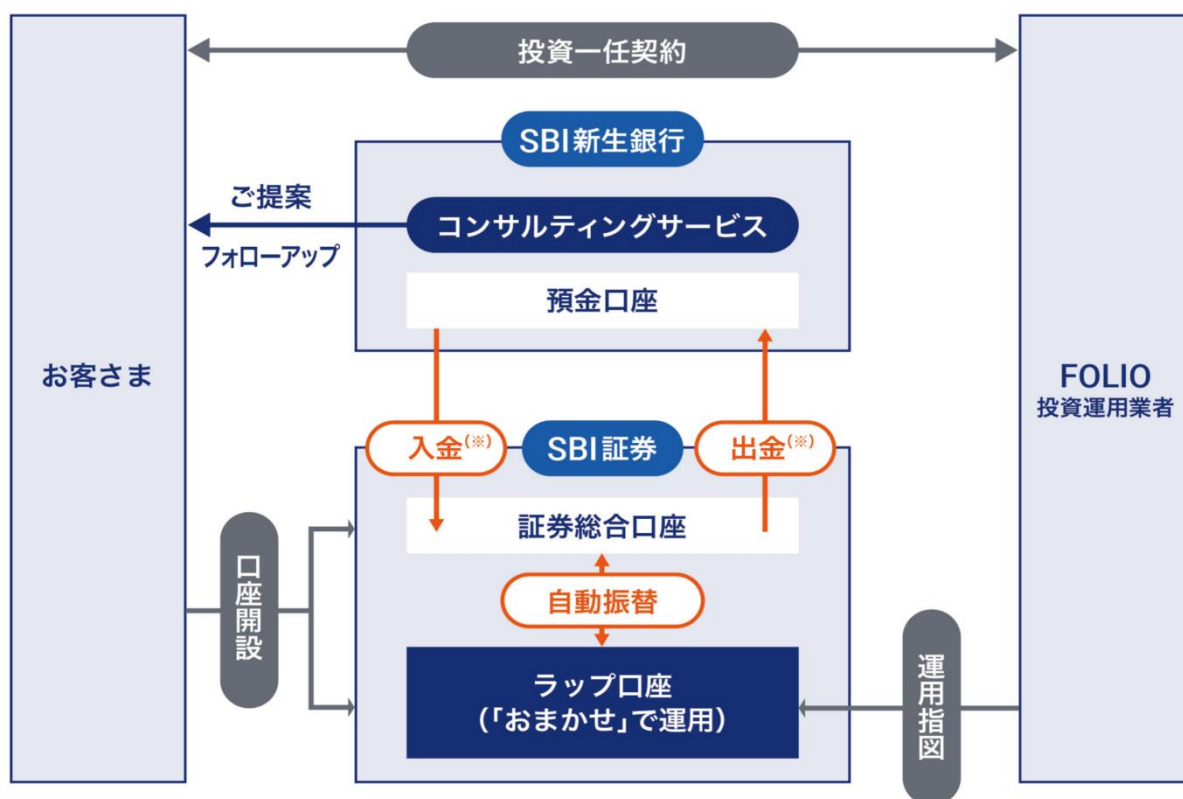 投資一任契約
SBI新生銀行
ご提案
コンサルティングサービス
フォローアップ
預金口座
お客さま
FOLIO
投資運用業者
入金(※)
SBI証券
出金(※)
証券総合口座
口座開設
自動振替
ラップ口座
(「おまかせ」で運用)
運用指図